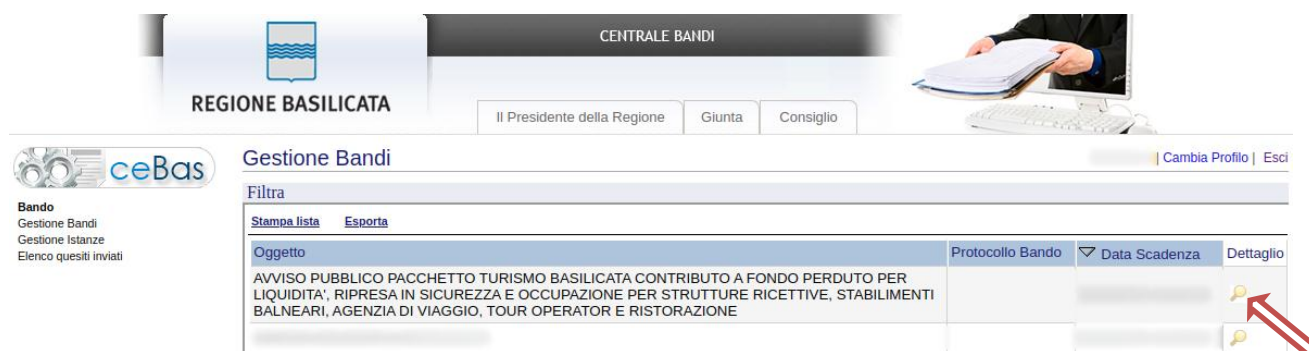 CENTRALE BANDI
REGIONE BASILICATA
Il Presidente della Regione Giunta Consiglio
ceBas
Gestione Bandi
| Cambia Profilo | Esci
Filtra
Bando
Gestione Bandi
Gestione Istanze
Elenco quesiti inviati
Stampa lista Esporta
Oggetto Protocollo Bando Data Scadenza Dettaglio
AVVISO PUBBLICO PACCHETTO TURISMO BASILICATA CONTRIBUTO A FONDO PERDUTO PER
LIQUIDITA', RIPRESA IN SICUREZZA E OCCUPAZIONE PER STRUTTURE RICETTIVE, STABILIMENTI
BALNEARI, AGENZIA DI VIAGGIO, TOUR OPERATOR E RISTORAZIONE